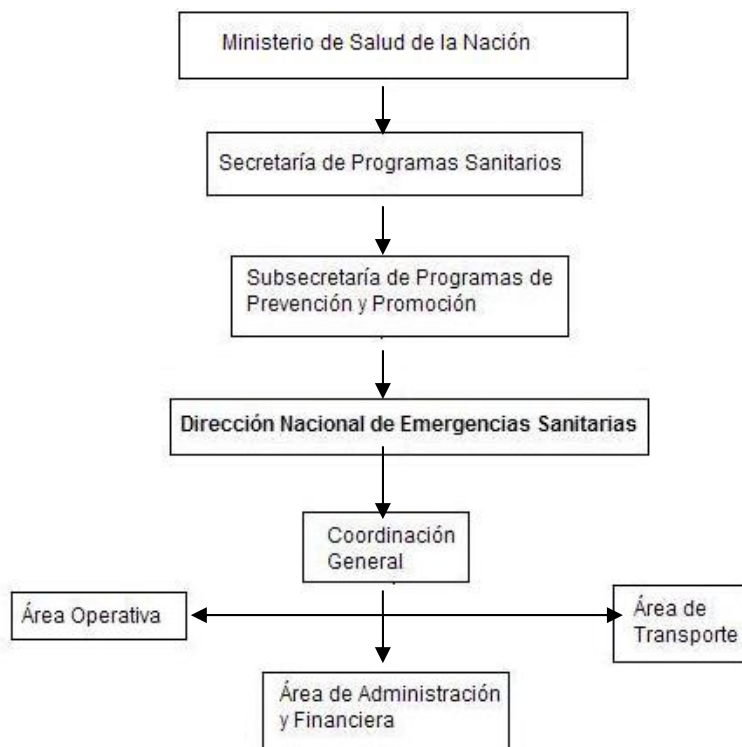 Ministerio de Salud de la Nación
Secretaría de Programas Sanitarios
Subsecretaría de Programas de
Prevención y Promoción
Dirección Nacional de Emergencias Sanitarias
Coordinación
General
Área Operativa
Área de
Transporte
Área de Administración
y Financiera